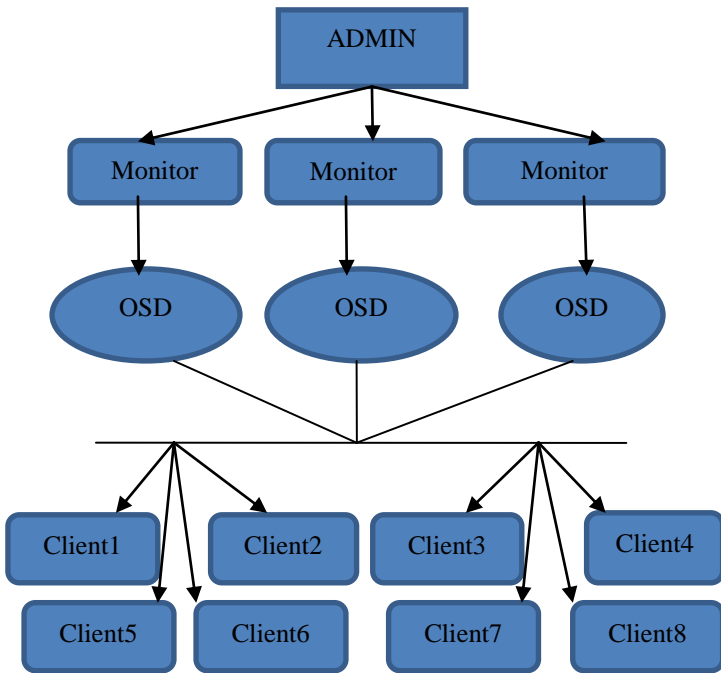 ADMIN
Monitor
Monitor
Monitor
OSD
OSD
OSD
Client1
Client2
Client3
Client4
Client5
Client6
Client7
Client8